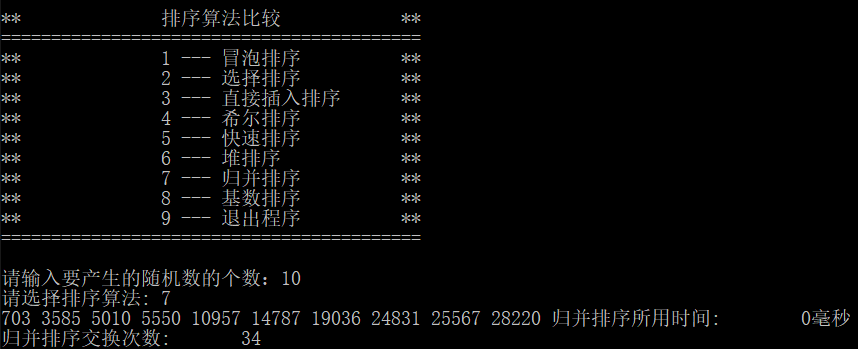 **              排序算法比较            **
==========================================
**              1 --- 冒泡排序          **
**              2 --- 选择排序          **
**              3 --- 直接插入排序      **
**              4 --- 希尔排序          **
**              5 --- 快速排序          **
**              6 --- 堆排序            **
**              7 --- 归并排序          **
**              8 --- 基数排序          **
**              9 --- 退出程序          **
==========================================
请输入要产生的随机数的个数: 10
请选择排序算法: 7
703 3585 5010 5550 10957 14787 19036 24831 25567 28220 归并排序所用时间:        0毫秒
归并排序交换次数:       34